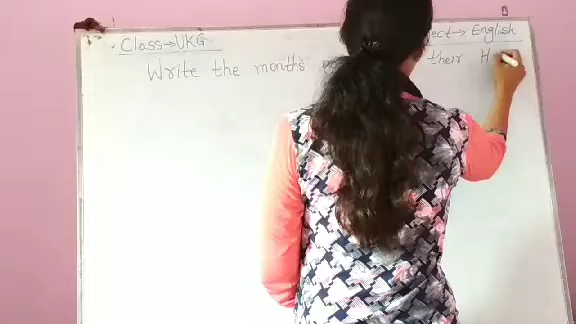 Class→UKG ect→ English
Write the months their H